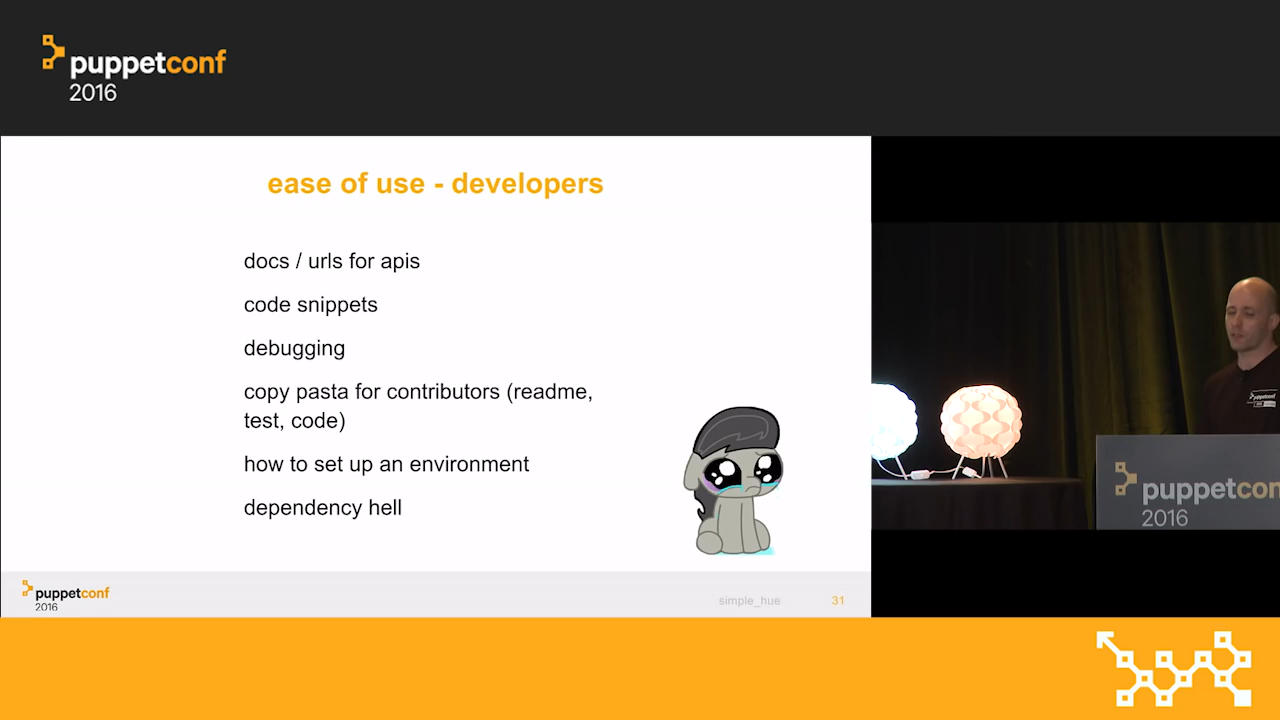 puppetconf
2016
ease of use - developers
docs / urls for apis
code snippets
debugging
copy pasta for contributors (readme,
test, code)
how to set up an environment
dependency hell
puppetconf
2016
simple_hue
31
puppetcon
2016
puppetconf